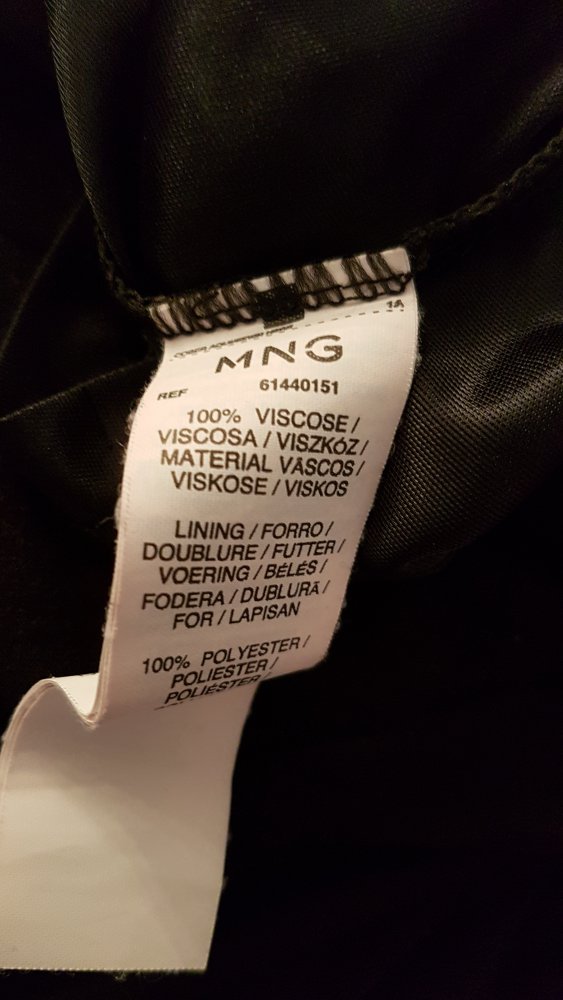 1A
MNG
REF 61440151
100% VISCOSE /
VISCOSA / VISZKÓZ /
MATERIAL VÂSCOS /
VISKOSE / VISKOS
LINING / FORRO /
DOUBLURE / FUTTER /
VOERING / BÉLÉS /
FODERA / DUBLURĂ /
FOR / LAPISAN
100% POLYESTER /
POLIESTER /
POLIÉSTER /